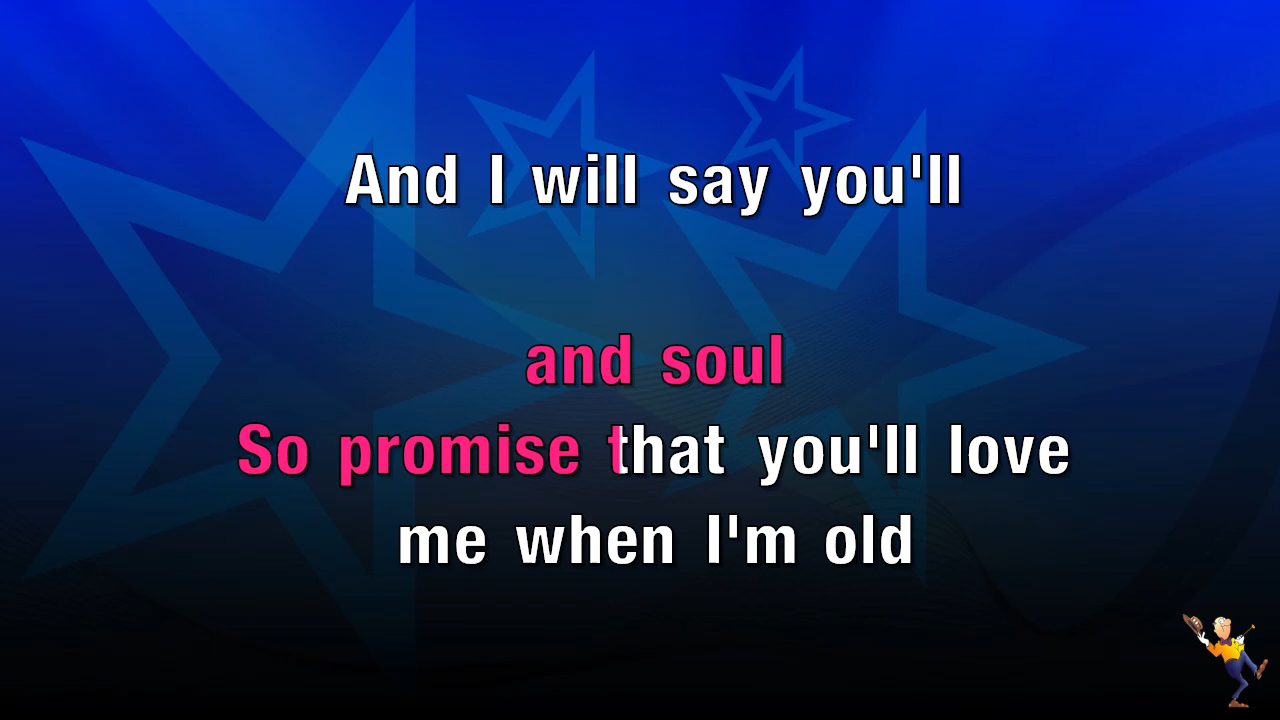 And I will say you'll
and soul
So promise that you'll love
me when I'm old